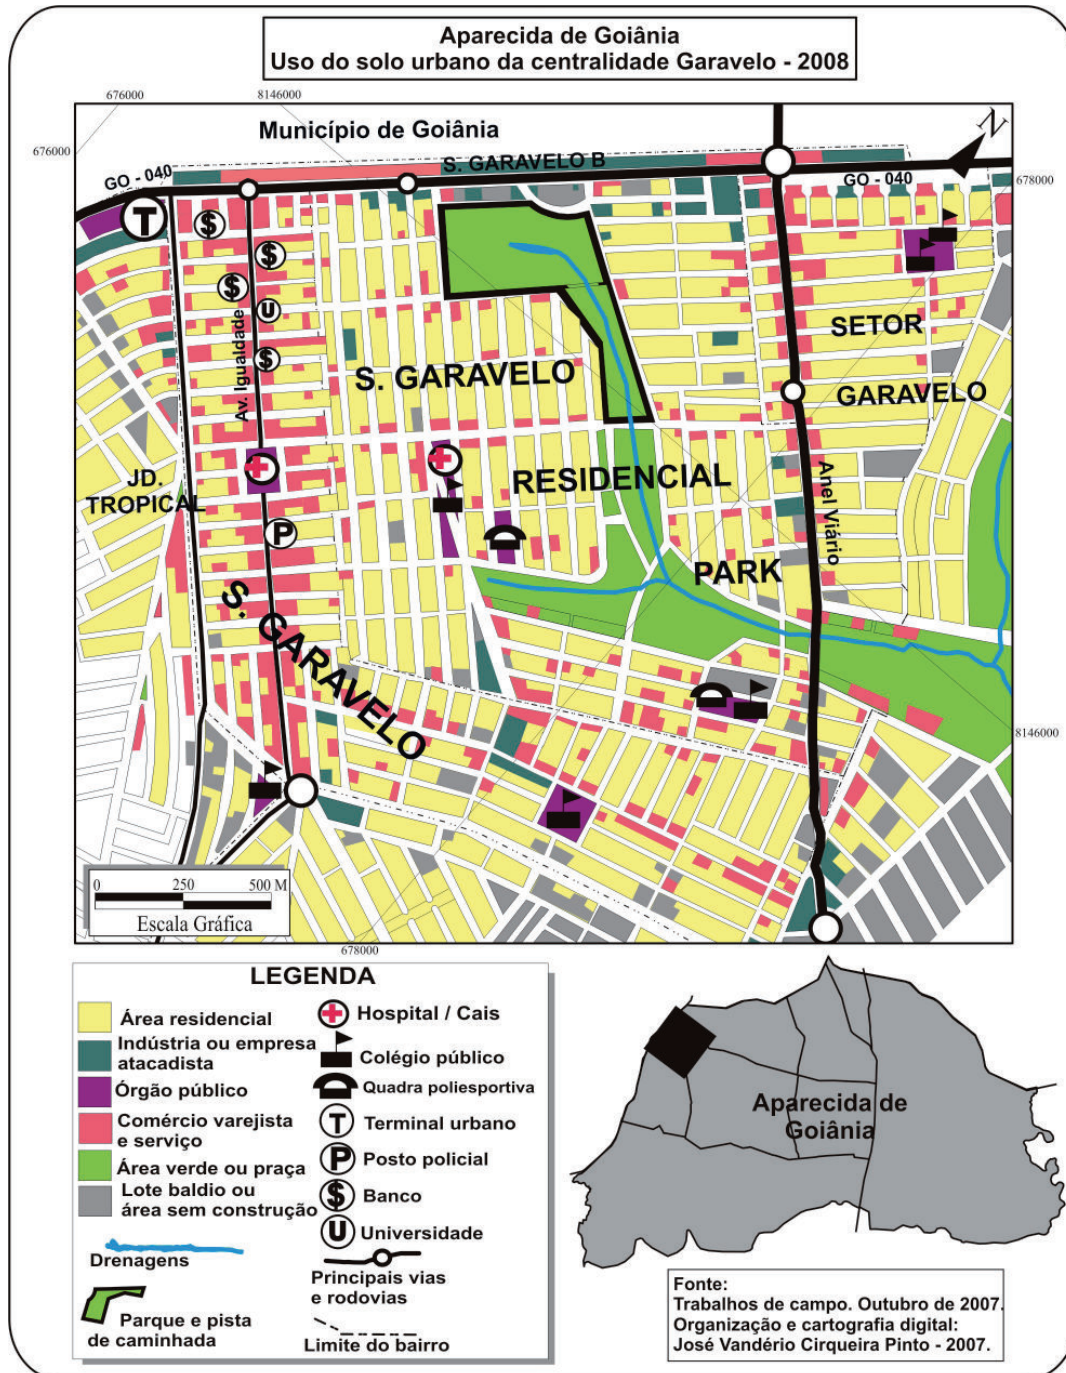 Aparecida de Goiânia
Uso do solo urbano da centralidade Garavelo - 2008
676000
8146000
Município de Goiânia
676000
N
S. GARAVELO B
GO - 040
GO - 040
678000
T
$
$
$
U
$
Av. Igualdade
SETOR
S. GARAVELO
GARAVELO
JD.
TROPICAL
RESIDENCIAL
Anel Viário
P
PARK
S. GARAVELO
8146000
0 250 500 M
Escala Gráfica
678000
LEGENDA
Área residencial
Indústria ou empresa
atacadista
Órgão público
Comércio varejista
e serviço
Área verde ou praça
Lote baldio ou
área sem construção
Drenagens
Parque e pista
de caminhada
Hospital / Cais
Colégio público
Quadra poliesportiva
T Terminal urbano
P Posto policial
$ Banco
U Universidade
Principais vias
e rodovias
Limite do bairro
Aparecida de
Goiânia
Fonte:
Trabalhos de campo. Outubro de 2007.
Organização e cartografia digital:
José Vandério Cirqueira Pinto - 2007.